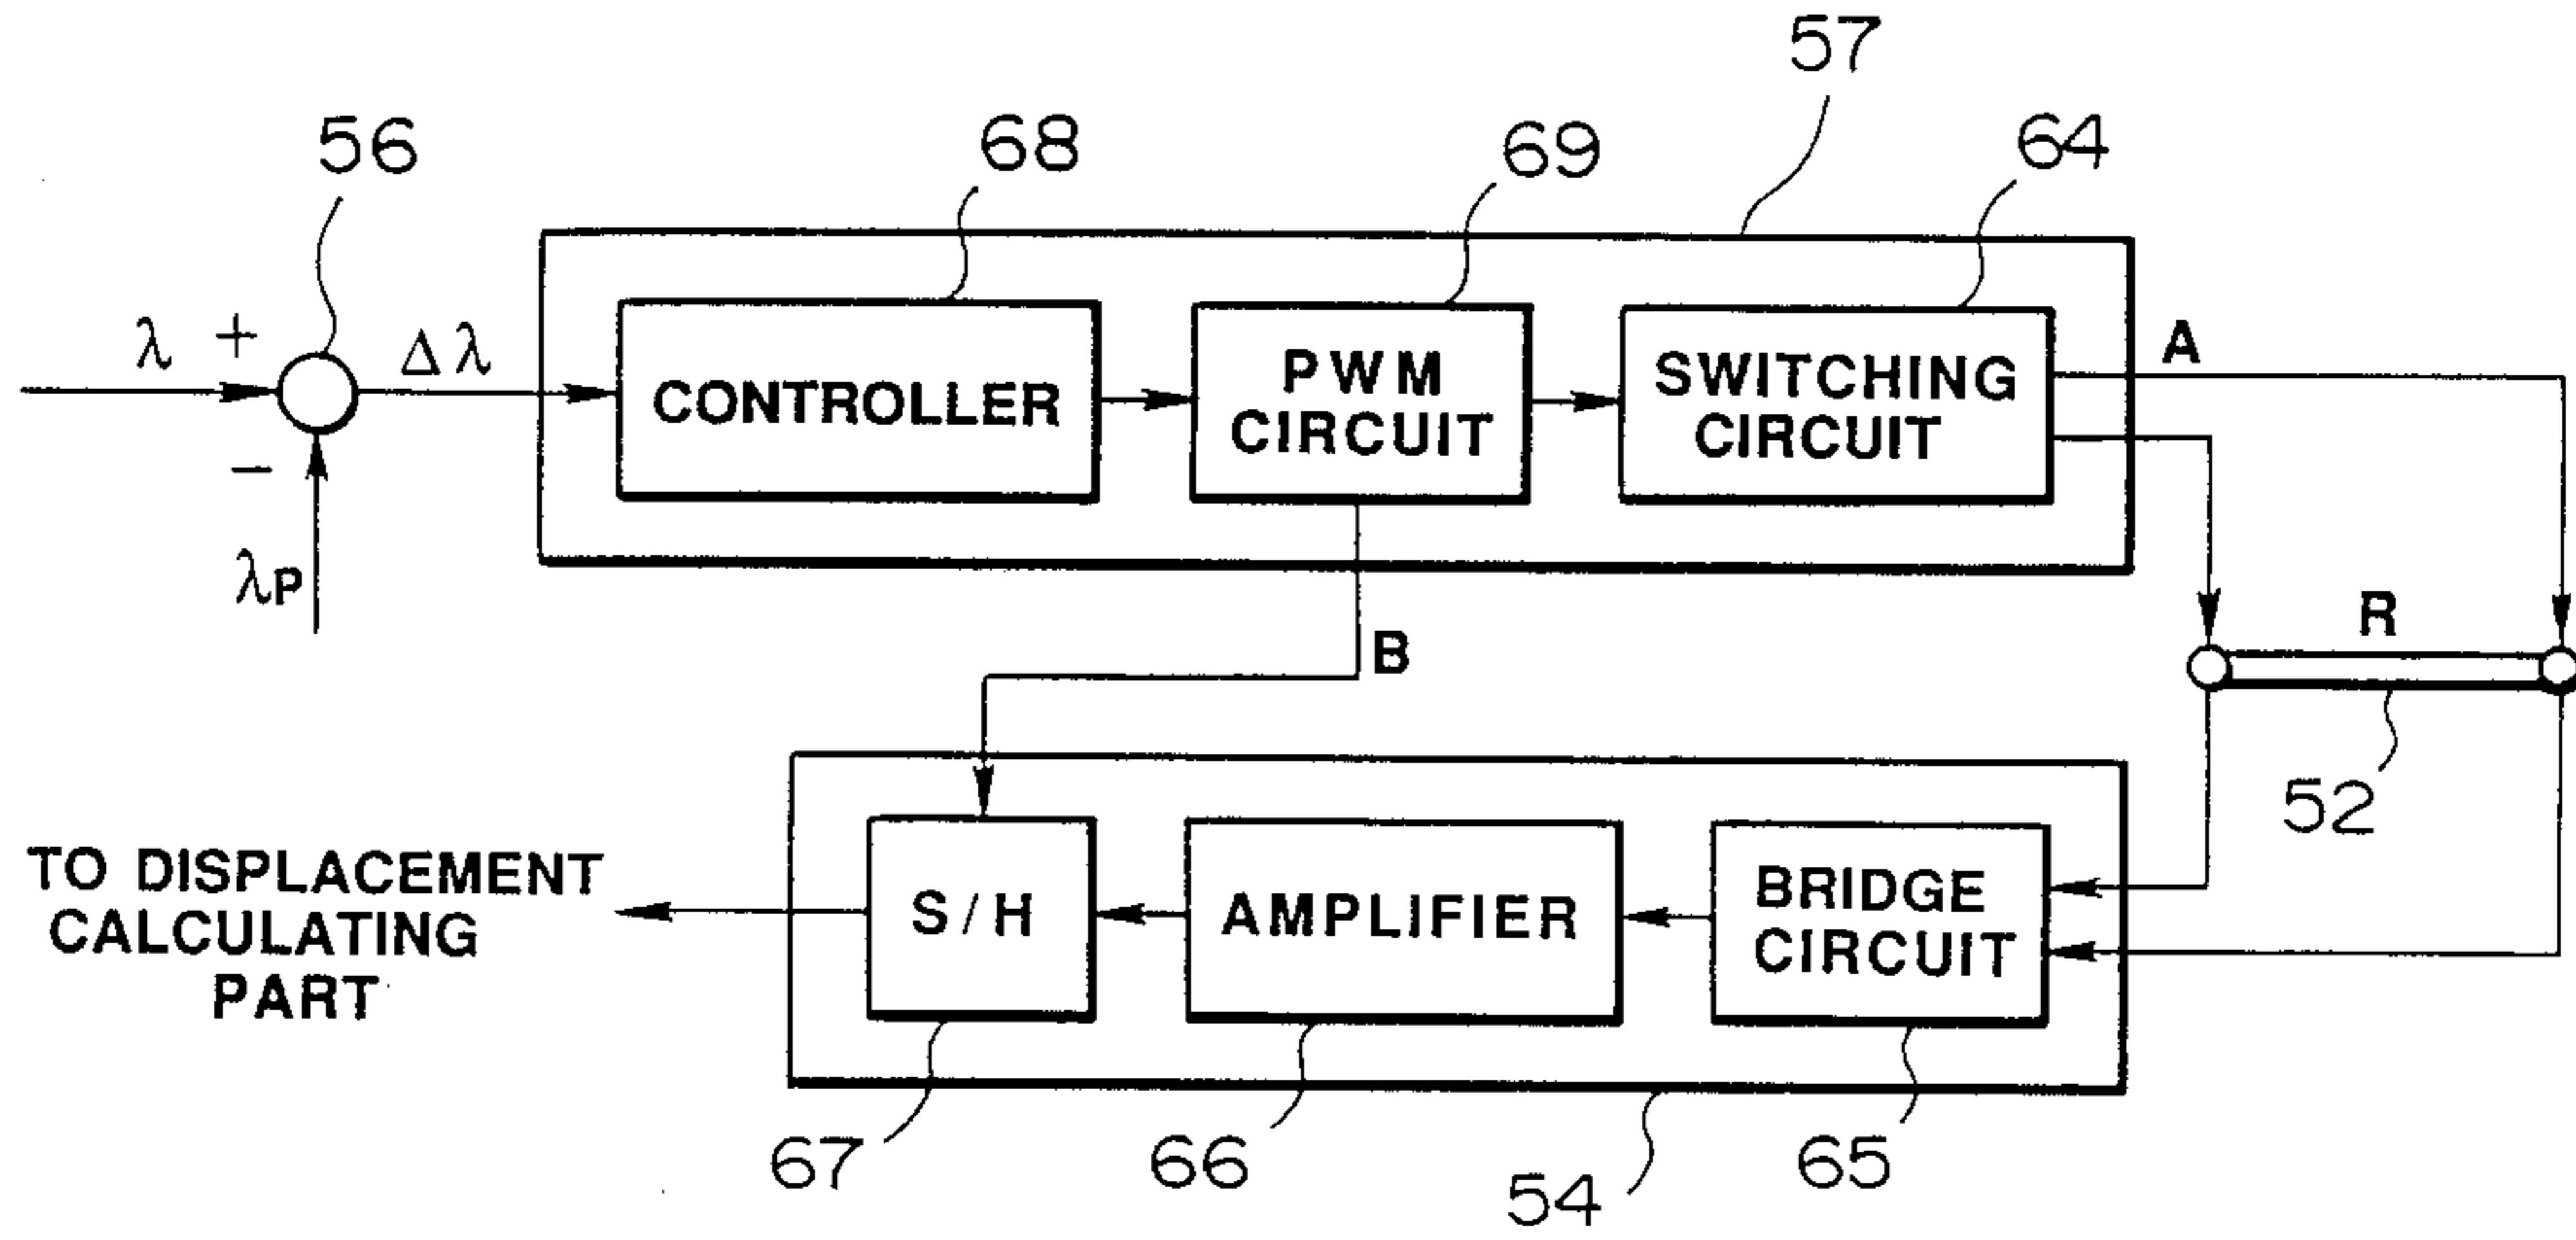 57
56
68
69
64
λ +
Δλ
A
CONTROLLER
PWM
CIRCUIT
SWITCHING
CIRCUIT
−
λP
B
R
52
TO DISPLACEMENT
CALCULATING
PART
S/H
AMPLIFIER
BRIDGE
CIRCUIT
67
66
54
65